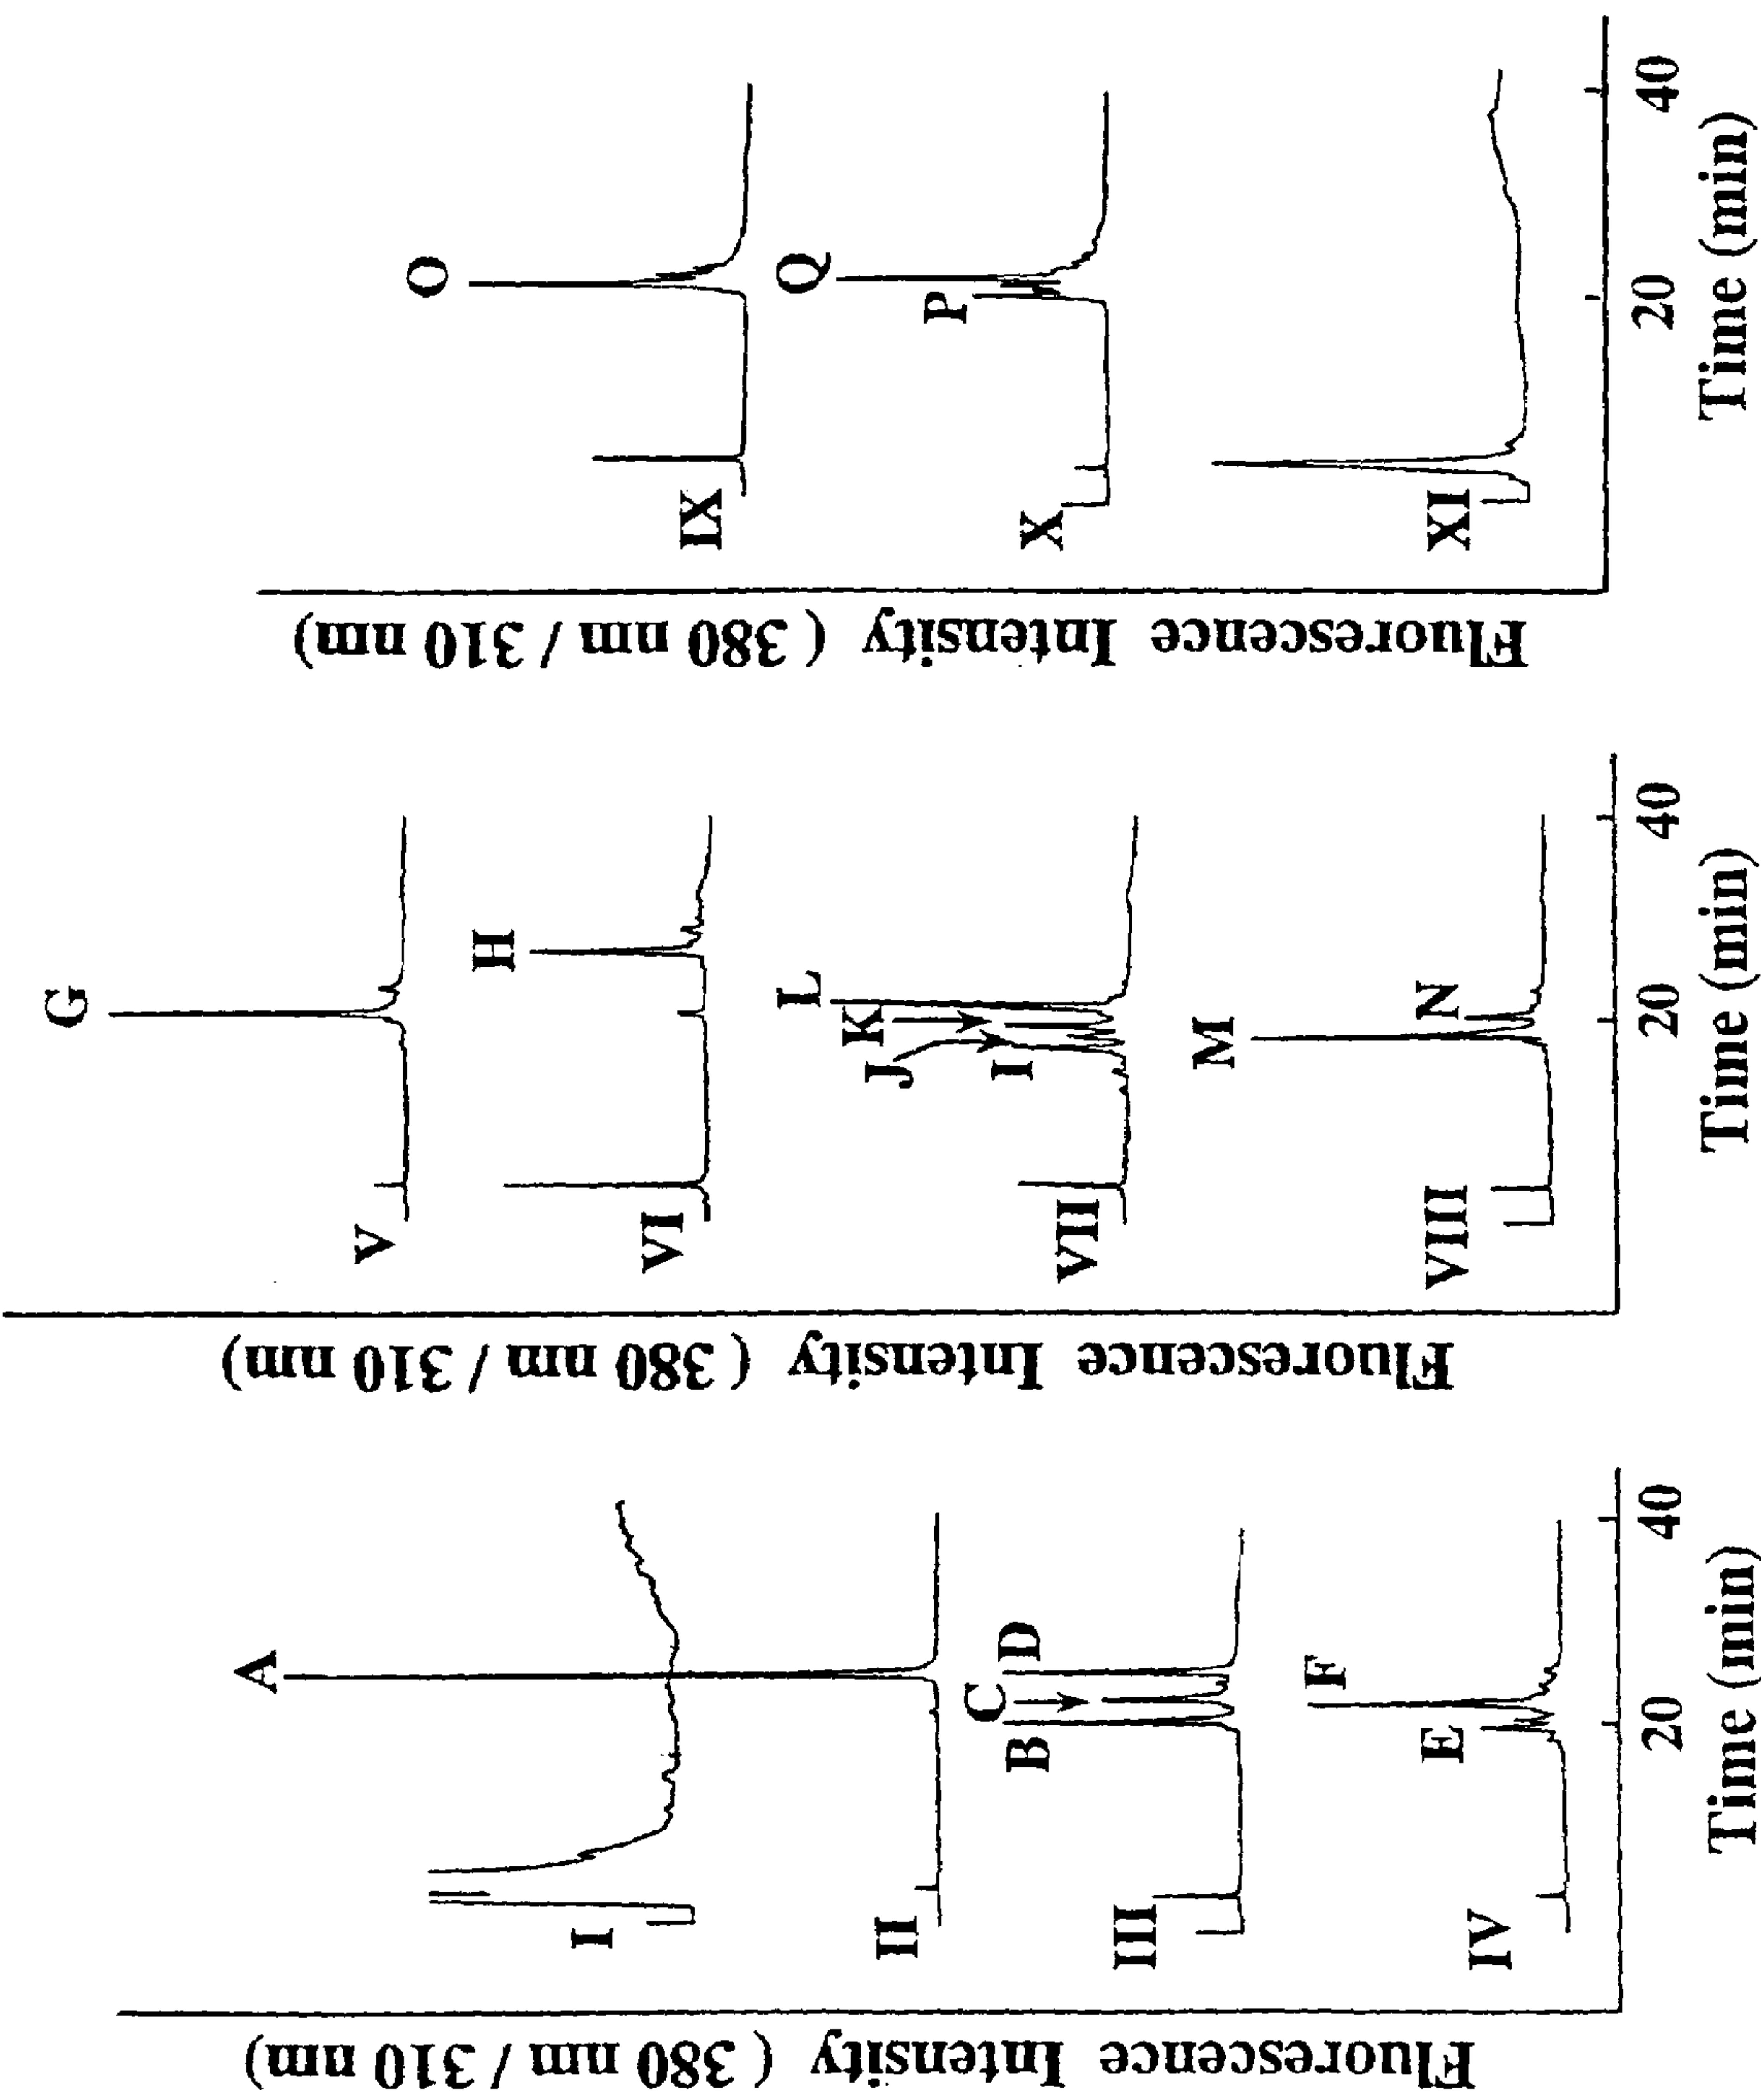 Fluorescence Intensity ( 380 nm / 310 nm)
A
I
II
B
C
D
III
E
F
IV
20
40
Time (min)
Fluorescence Intensity ( 380 nm / 310 nm)
G
V
H
VI
I
J
K
L
VII
M
N
VIII
20
40
Time (min)
Fluorescence Intensity ( 380 nm / 310 nm)
O
IX
P
Q
X
XI
20
40
Time (min)